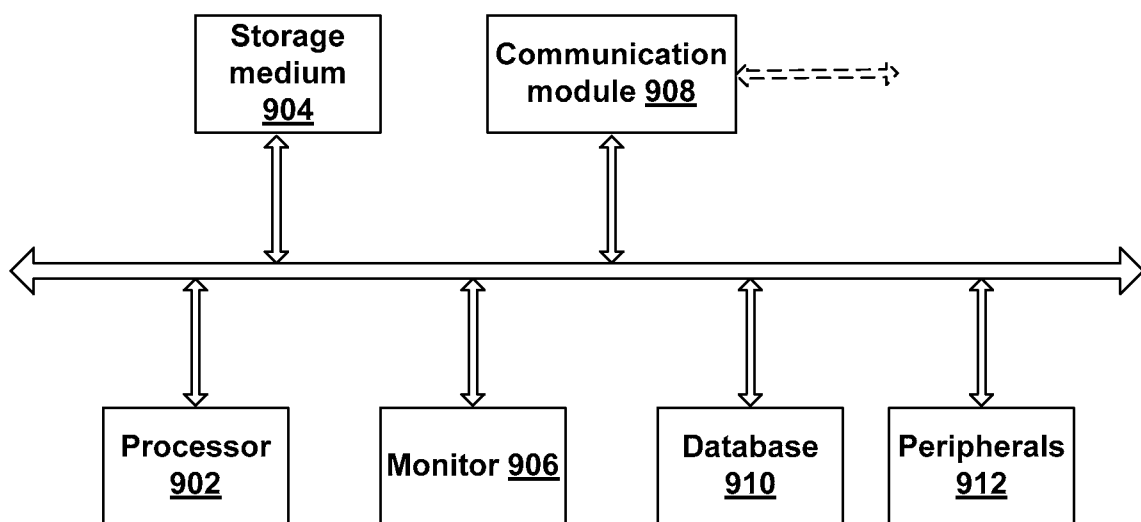 Storage
medium
904
Communication
module 908
Processor
902
Monitor 906
Database
910
Peripherals
912